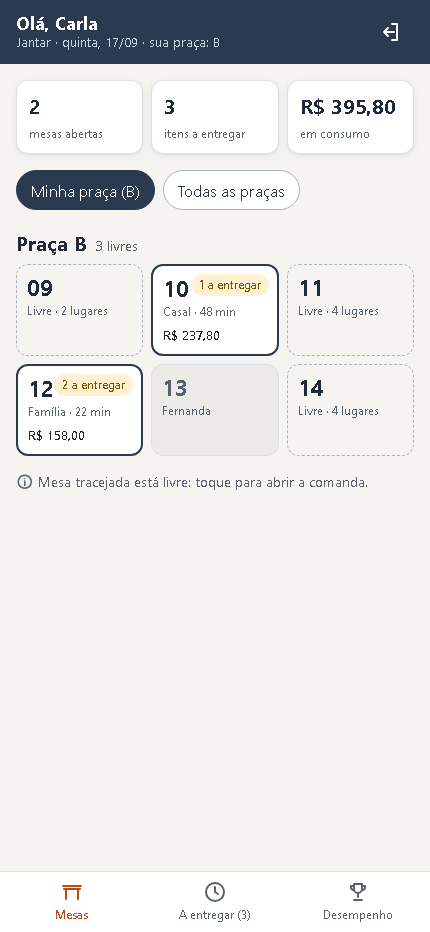 Olá, Carla
Jantar · quinta, 17/09 · sua praça: B
2
mesas abertas
3
itens a entregar
R$ 395,80
em consumo
Minha praça (B)
Todas as praças
Praça B 3 livres
09
Livre · 2 lugares
10 1 a entregar
Casal · 48 min
R$ 237,80
11
Livre · 4 lugares
12 2 a entregar
Família · 22 min
R$ 158,00
13
Fernanda
14
Livre · 4 lugares
Mesa tracejada está livre: toque para abrir a comanda.
Mesas
A entregar (3)
Desempenho